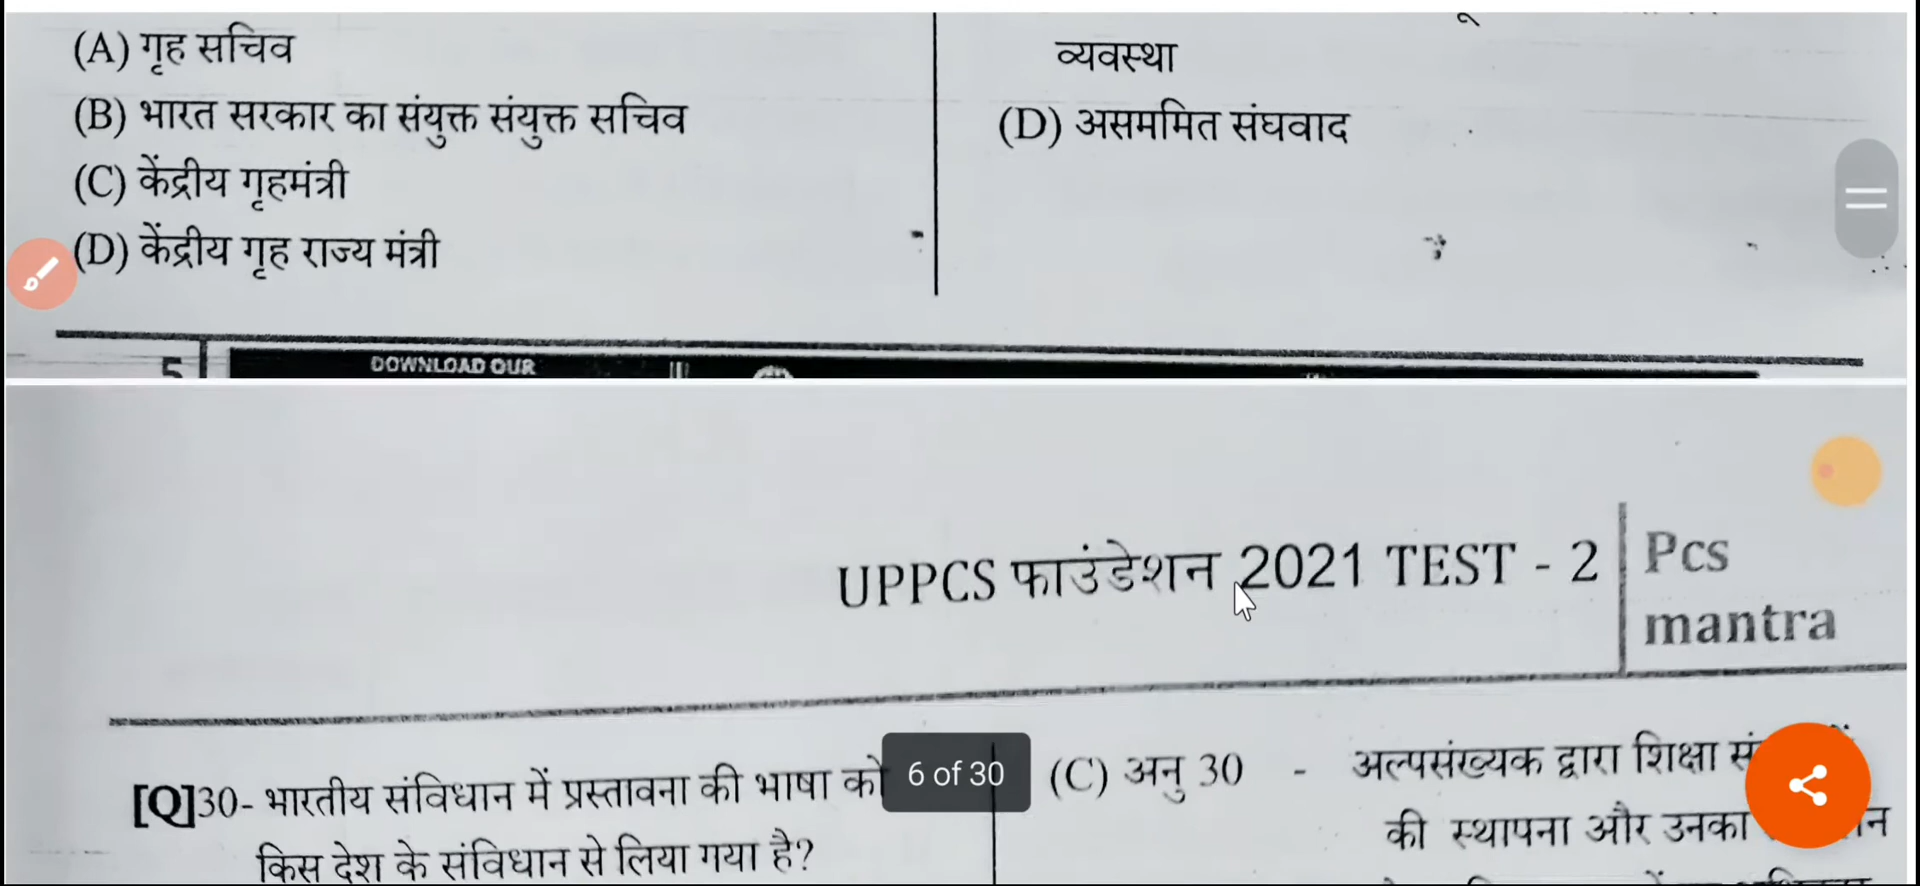 (A) गृह सचिव
(B) भारत सरकार का संयुक्त संयुक्त सचिव
(C) केंद्रीय गृहमंत्री
(D) केंद्रीय गृह राज्य मंत्री
व्यवस्था
(D) असममित संघवाद
5
DOWNLOAD OUR
UPPCS फाउंडेशन 2021 TEST - 2
Pcs
mantra
[Q]30- भारतीय संविधान में प्रस्तावना की भाषा को
किस देश के संविधान से लिया गया है?
6 of 30
(C) अनु 30 - अल्पसंख्यक द्वारा शिक्षा
की स्थापना और उनका